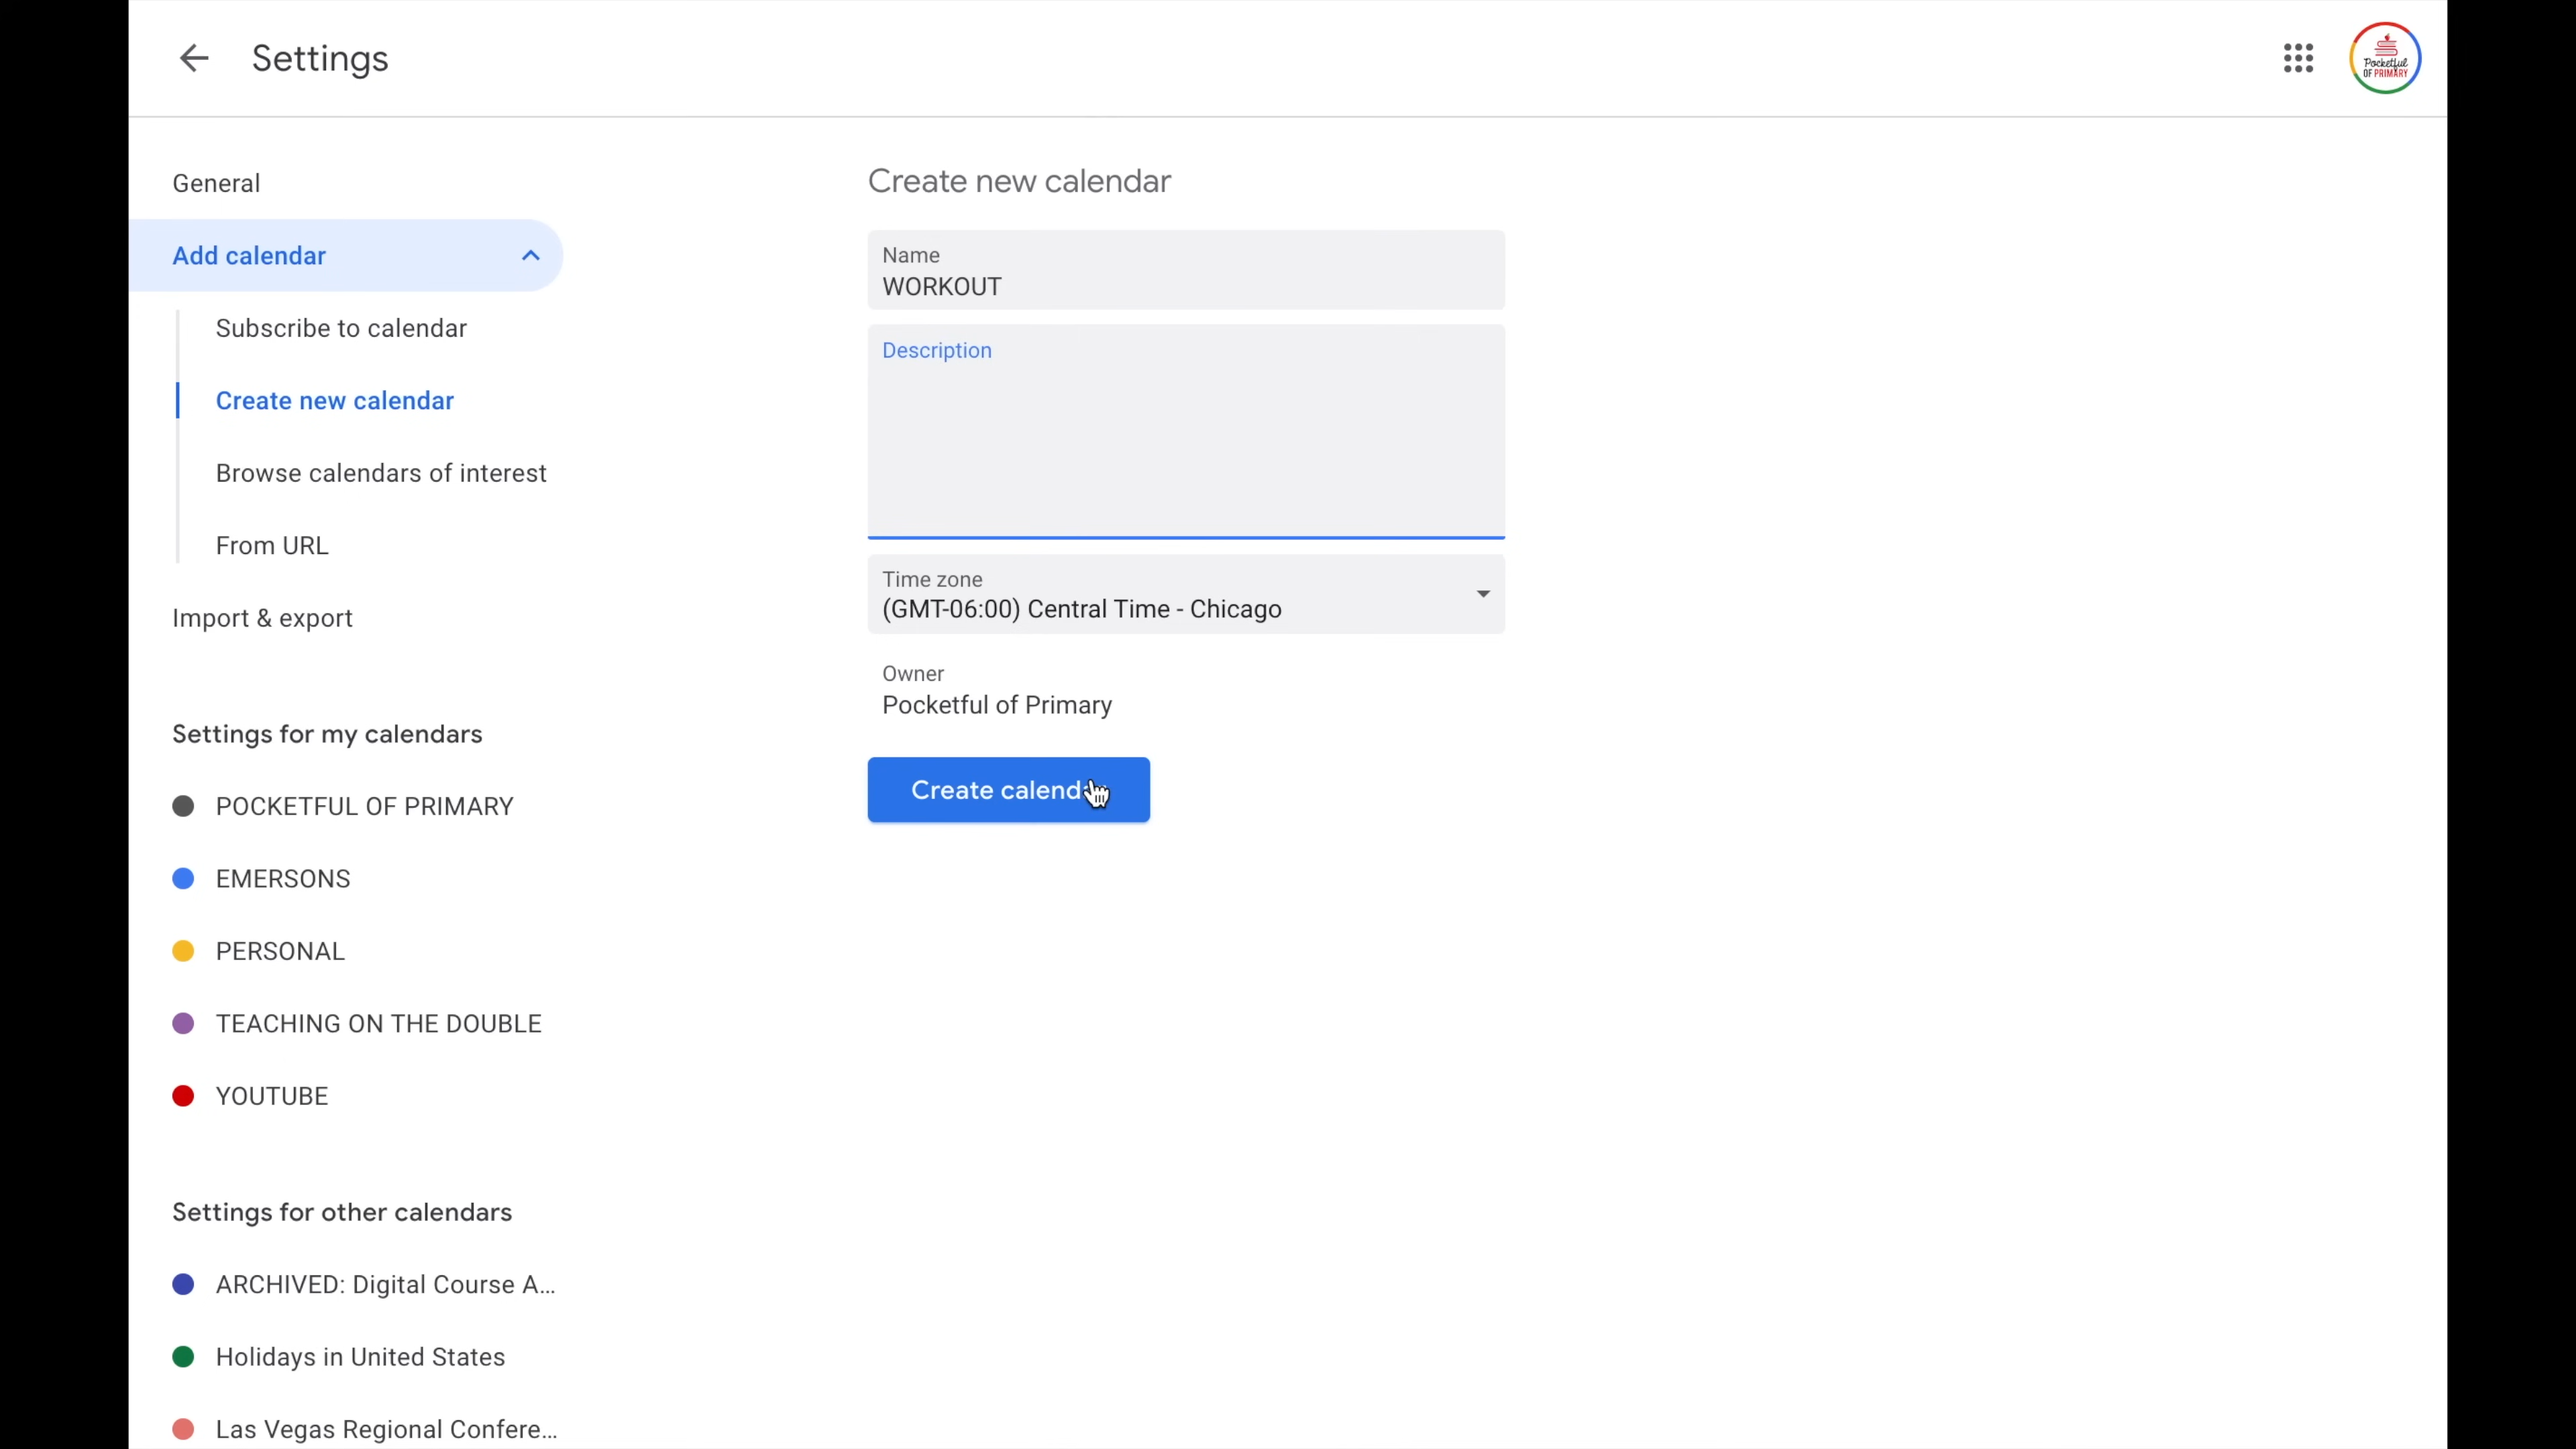 Settings
Pocketful
OF PRIMARY
General
Add calendar
Subscribe to calendar
Create new calendar
Browse calendars of interest
From URL
Import & export
Settings for my calendars
POCKETFUL OF PRIMARY
EMERSONS
PERSONAL
TEACHING ON THE DOUBLE
YOUTUBE
Settings for other calendars
ARCHIVED: Digital Course A...
Holidays in United States
Las Vegas Regional Confere...
Create new calendar
Name
WORKOUT
Description
Time zone
(GMT-06:00) Central Time - Chicago
Owner
Pocketful of Primary
Create calend